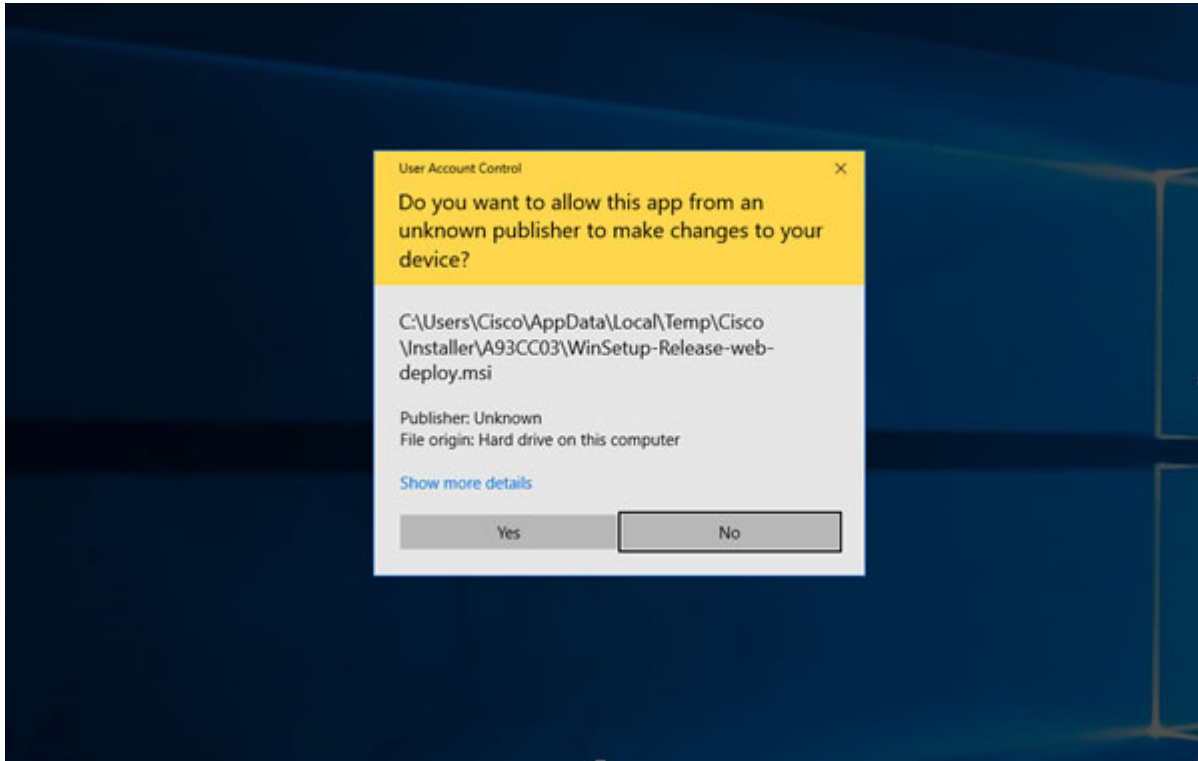 User Account Control
Do you want to allow this app from an
unknown publisher to make changes to your
device?
C:\Users\Cisco\AppData\Local\Temp\Cisco
\Installer\A93CC03\WinSetup-Release-web-
deploy.msi
Publisher: Unknown
File origin: Hard drive on this computer
Show more details
Yes
No